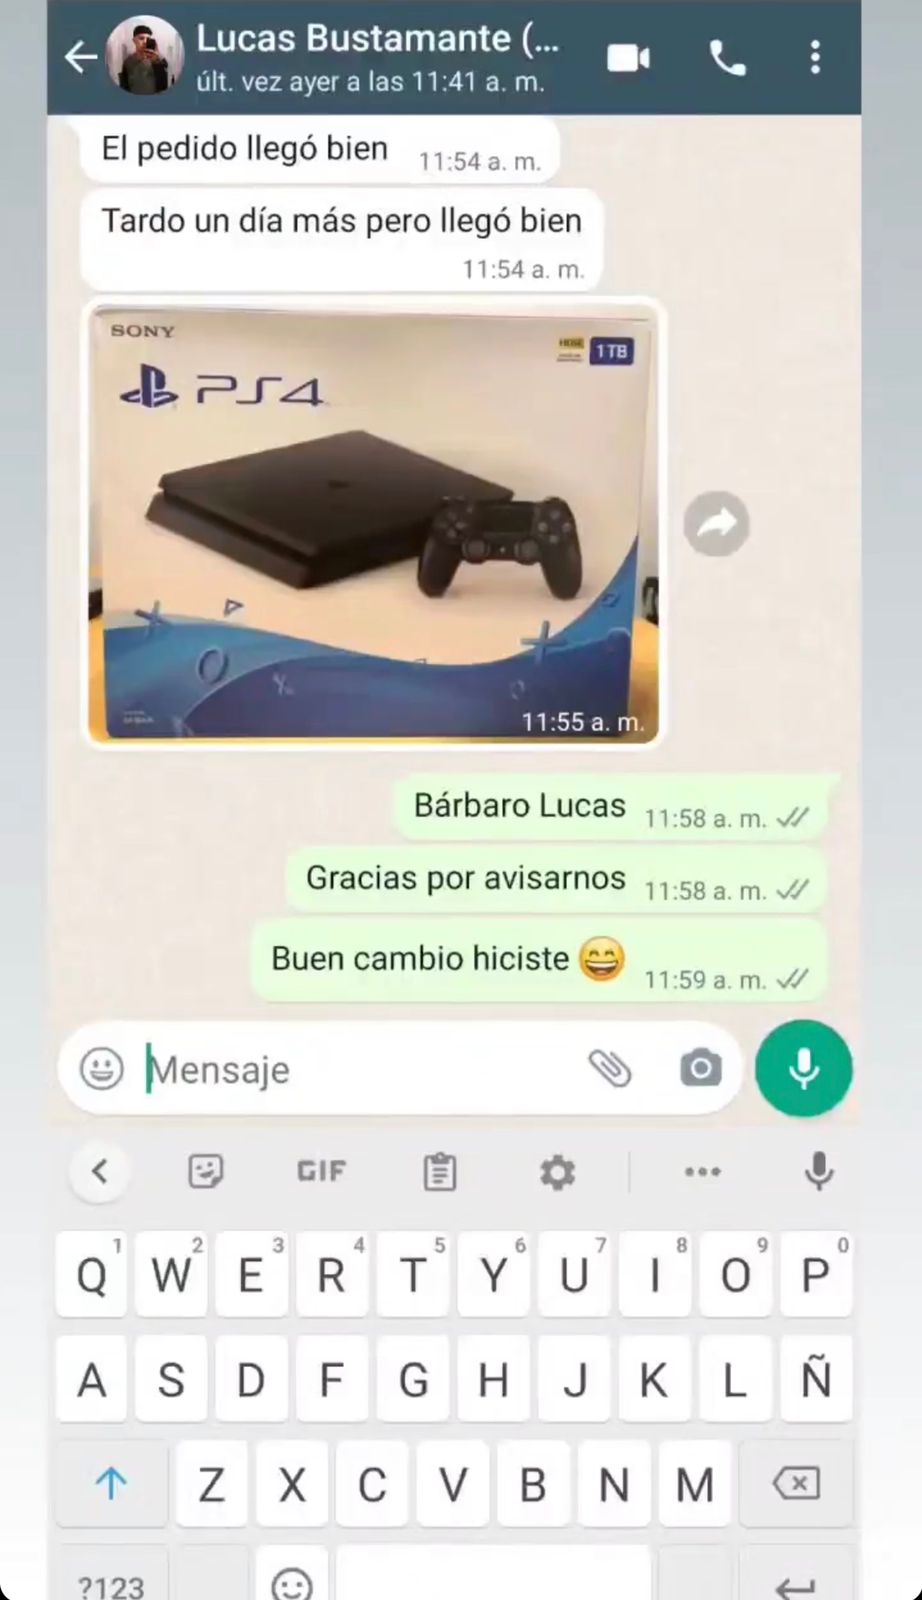 Lucas Bustamante (...
últ. vez ayer a las 11:41 a. m.
El pedido llegó bien 11:54 a. m.
Tardo un día más pero llegó bien
11:54 a. m.
SONY
1TB
PS4
11:55 a. m.
Bárbaro Lucas 11:58 a. m.
Gracias por avisarnos 11:58 a. m.
Buen cambio hiciste 😄 11:59 a. m.
Mensaje
GIF
1 2 3 4 5 6 7 8 9 0
Q W E R T Y U I O P
A S D F G H J K L Ñ
Z X C V B N M
?123